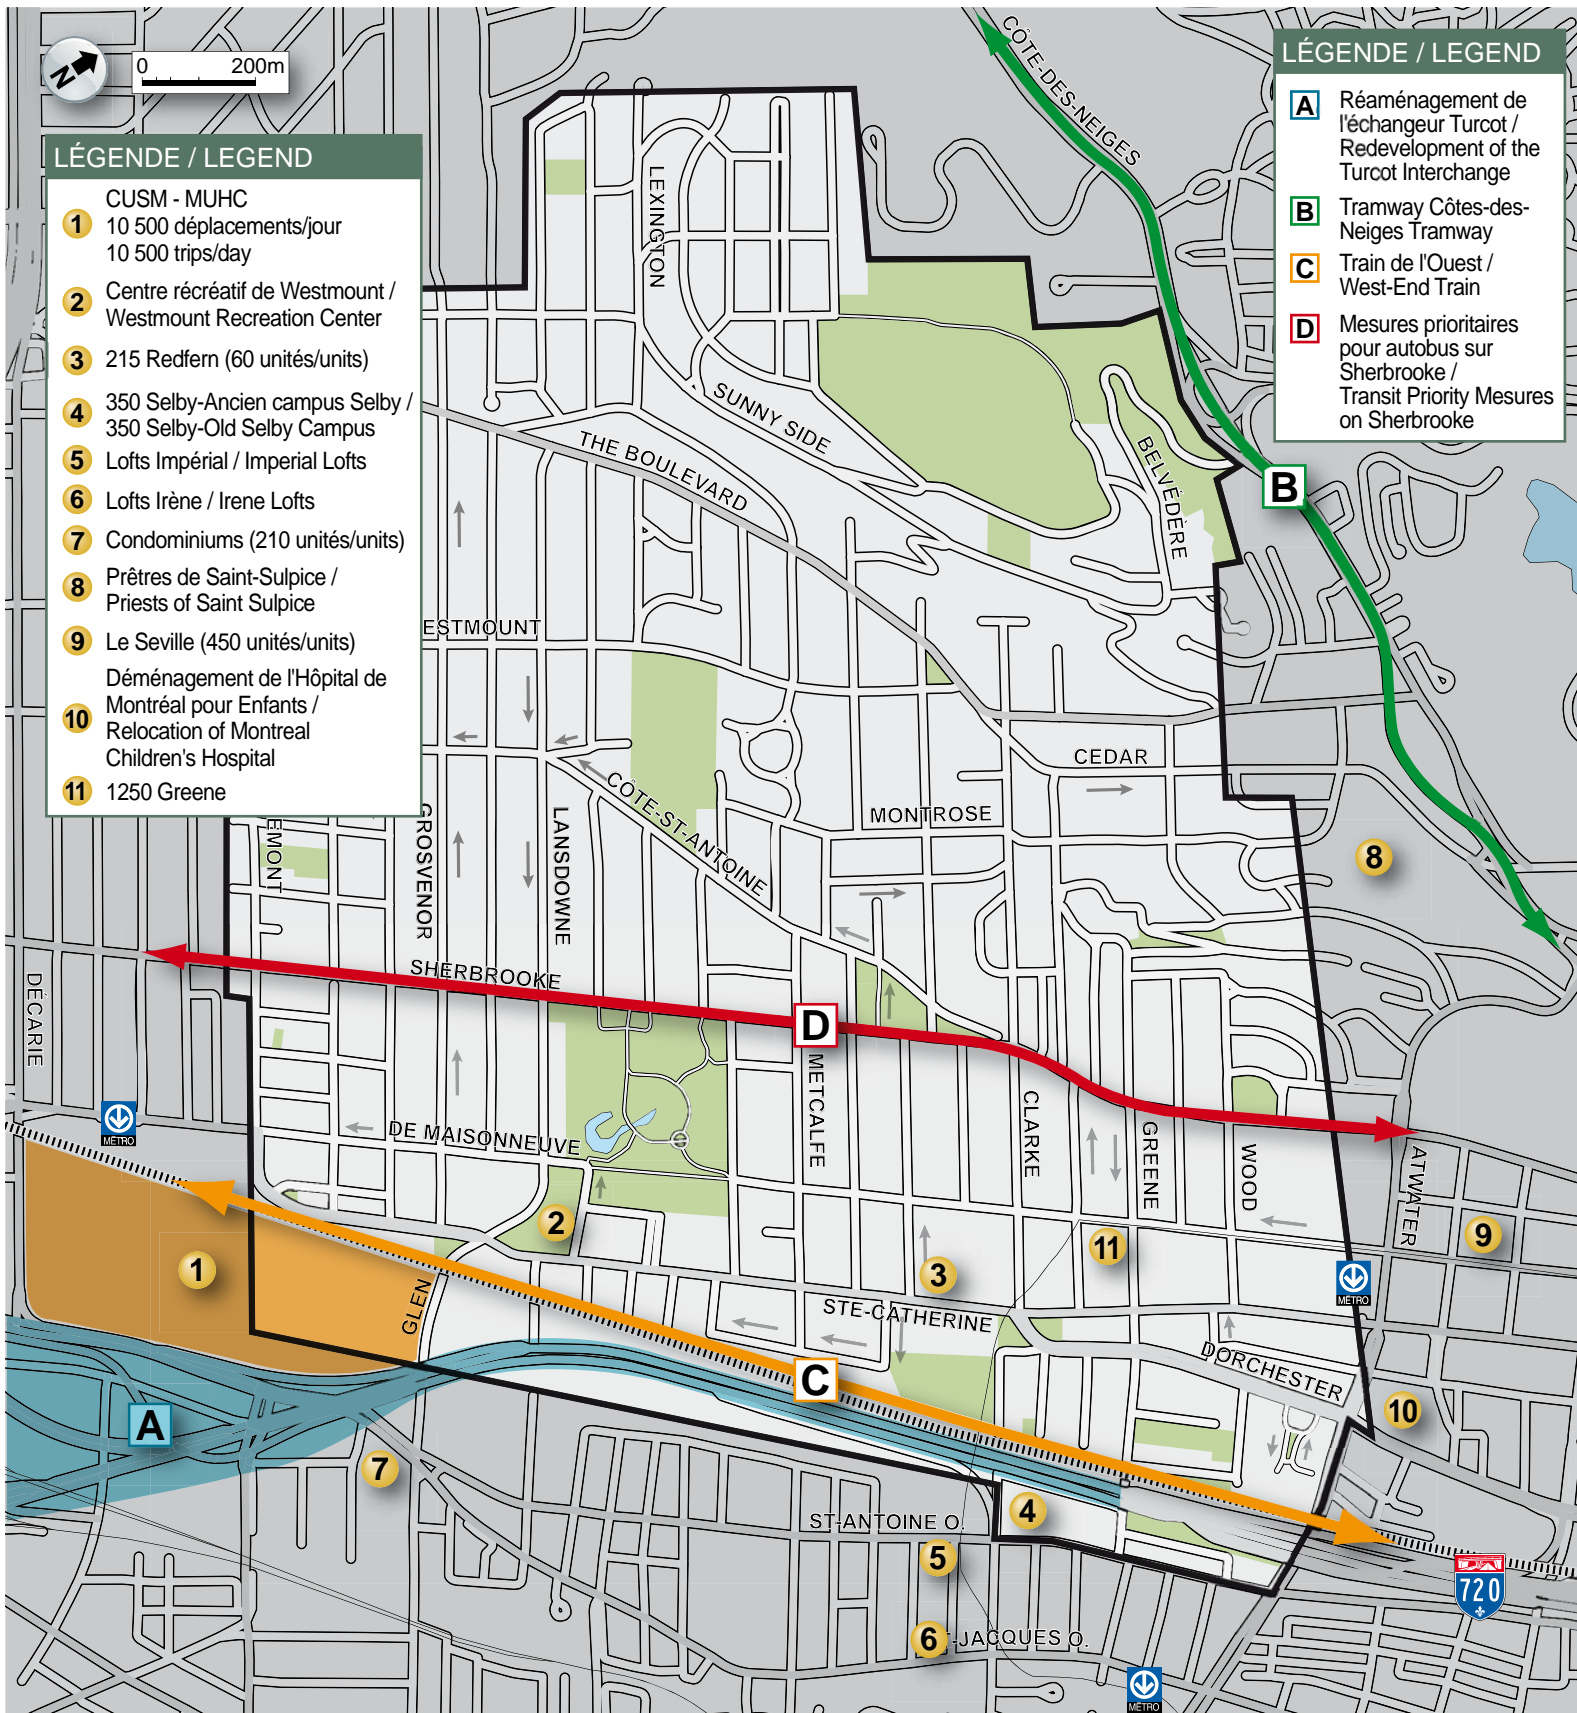 N
0 200m
LÉGENDE / LEGEND
1
CUSM - MUHC
10 500 déplacements/jour
10 500 trips/day
2
Centre récréatif de Westmount /
Westmount Recreation Center
3
215 Redfern (60 unités/units)
4
350 Selby-Ancien campus Selby /
350 Selby-Old Selby Campus
5
Lofts Impérial / Imperial Lofts
6
Lofts Irène / Irene Lofts
7
Condominiums (210 unités/units)
8
Prêtres de Saint-Sulpice /
Priests of Saint Sulpice
9
Le Seville (450 unités/units)
10
Déménagement de l'Hôpital de
Montréal pour Enfants /
Relocation of Montreal
Children's Hospital
11
1250 Greene
LÉGENDE / LEGEND
A
Réaménagement de
l'échangeur Turcot /
Redevelopment of the
Turcot Interchange
B
Tramway Côtes-des-
Neiges Tramway
C
Train de l'Ouest /
West-End Train
D
Mesures prioritaires
pour autobus sur
Sherbrooke /
Transit Priority Mesures
on Sherbrooke
CÔTE-DES-NEIGES
LEXINGTON
SUNNY SIDE
THE BOULEVARD
BELVÉDÈRE
B
ESTMOUNT
CEDAR
CÔTE-ST-ANTOINE
MONTROSE
EMONT
GROSVENOR
LANSDOWNE
8
SHERBROOKE
DÉCARIE
D
METCALFE
CLARKE
GREENE
WOOD
ATWATER
MÉTRO
DE MAISONNEUVE
2
1
11
9
3
MÉTRO
GLEN
STE-CATHERINE
DORCHESTER
C
A
10
7
4
ST-ANTOINE O.
5
720
6
-JACQUES O.
MÉTRO